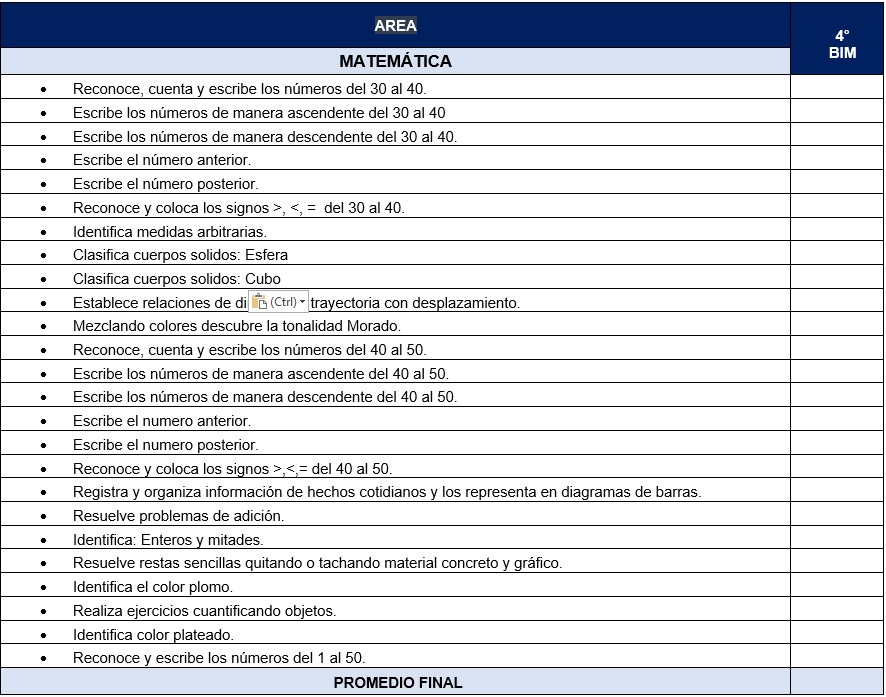 AREA
4°
BIM
MATEMÁTICA
• Reconoce, cuenta y escribe los números del 30 al 40.
• Escribe los números de manera ascendente del 30 al 40
• Escribe los números de manera descendente del 30 al 40.
• Escribe el número anterior.
• Escribe el número posterior.
• Reconoce y coloca los signos >, <, = del 30 al 40.
• Identifica medidas arbitrarias.
• Clasifica cuerpos solidos: Esfera
• Clasifica cuerpos solidos: Cubo
• Establece relaciones de di (Ctrl) trayectoria con desplazamiento.
• Mezclando colores descubre la tonalidad Morado.
• Reconoce, cuenta y escribe los números del 40 al 50.
• Escribe los números de manera ascendente del 40 al 50.
• Escribe los números de manera descendente del 40 al 50.
• Escribe el numero anterior.
• Escribe el numero posterior.
• Reconoce y coloca los signos >,<,= del 40 al 50.
• Registra y organiza información de hechos cotidianos y los representa en diagramas de barras.
• Resuelve problemas de adición.
• Identifica: Enteros y mitades.
• Resuelve restas sencillas quitando o tachando material concreto y gráfico.
• Identifica el color plomo.
• Realiza ejercicios cuantificando objetos.
• Identifica color plateado.
• Reconoce y escribe los números del 1 al 50.
PROMEDIO FINAL